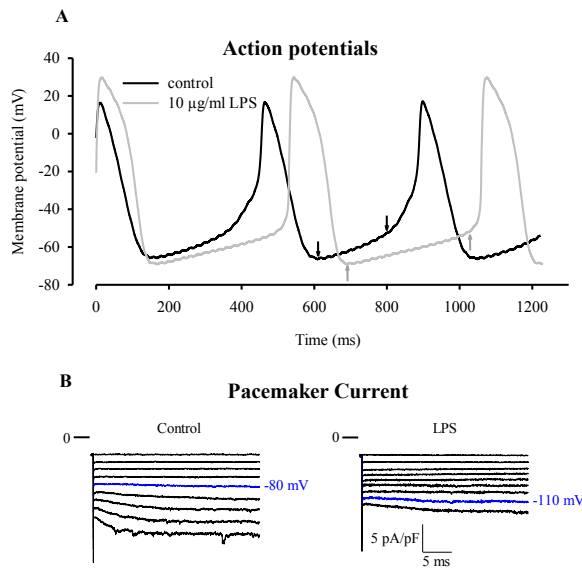 A
Action potentials
control
10 µg/ml LPS
Membrane potential (mV)
40
20
0
-20
-40
-60
-80
0 200 400 600 800 1000 1200
Time (ms)
B
Pacemaker Current
Control LPS
0 0
-80 mV
-110 mV
5 pA/pF
5 ms